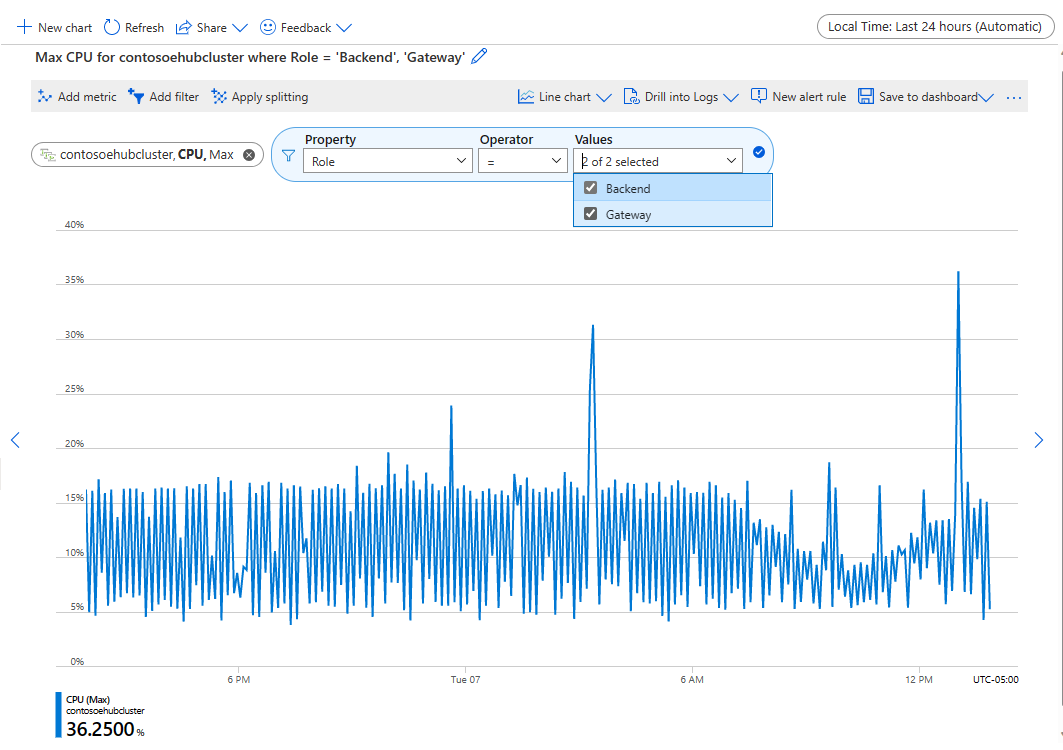 New chart Refresh Share Feedback Local Time: Last 24 hours (Automatic)
Max CPU for contosoehubcluster where Role = 'Backend', 'Gateway'
Add metric Add filter Apply splitting Line chart Drill into Logs New alert rule Save to dashboard ...
Property Operator Values
contosoehubcluster, CPU, Max Role = 2 of 2 selected
Backend
Gateway
40%
35%
30%
25%
20%
15%
10%
5%
0%
6 PM Tue 07 6 AM 12 PM UTC-05:00
CPU (Max)
contosoehubcluster
36.2500 %